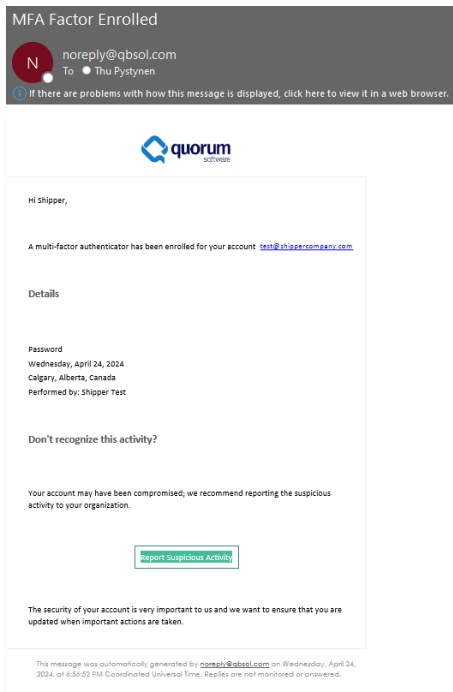 MFA Factor Enrolled
N
noreply@qbsol.com
To Thu Pystynen
If there are problems with how this message is displayed, click here to view it in a web browser.
quorum
software
Hi Shipper,
A multi-factor authenticator has been enrolled for your account test@shippercompany.com
Details
Password
Wednesday, April 24, 2024
Calgary, Alberta, Canada
Performed by: Shipper Test
Don't recognize this activity?
Your account may have been compromised; we recommend reporting the suspicious
activity to your organization.
Report Suspicious Activity
The security of your account is very important to us and we want to ensure that you are
updated when important actions are taken.
This message was automatically generated by noreply@qbsol.com on Wednesday, April 24,
2024, at 6:56:52 PM Coordinated Universal Time. Replies are not monitored or answered.